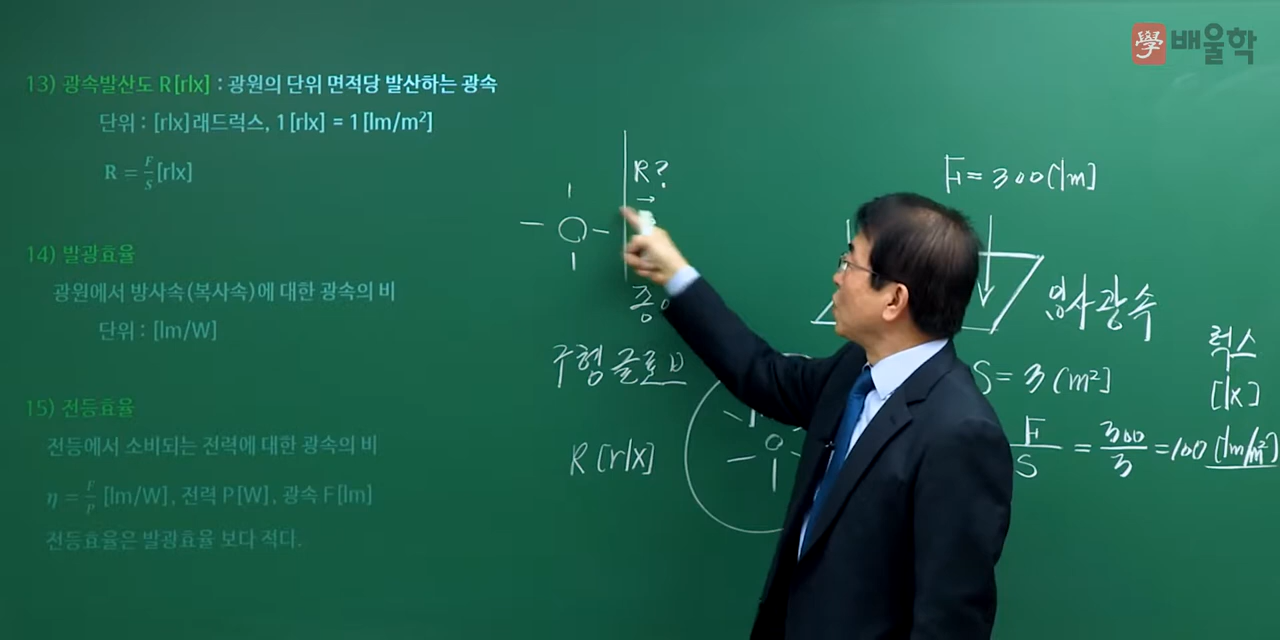 學 배울학
13) 광속발산도 R[rlx] : 광원의 단위 면적당 발산하는 광속
단위 : [rlx]래드럭스, 1[rlx] = 1[lm/m²]
R = F/S [rlx]
14) 발광효율
광원에서 방사속(복사속)에 대한 광속의 비
단위 : [lm/W]
15) 전등효율
전등에서 소비되는 전력에 대한 광속의 비
η = F/P [lm/W], 전력 P[W], 광속 F[lm]
전등효율은 발광효율 보다 적다.
R?
종이
구형 글로브
R [rlx]
F = 300 [lm]
입사 광속
S = 3 [m²]
F/S = 300/3 = 100 [lm/m²]
럭스
[lx]